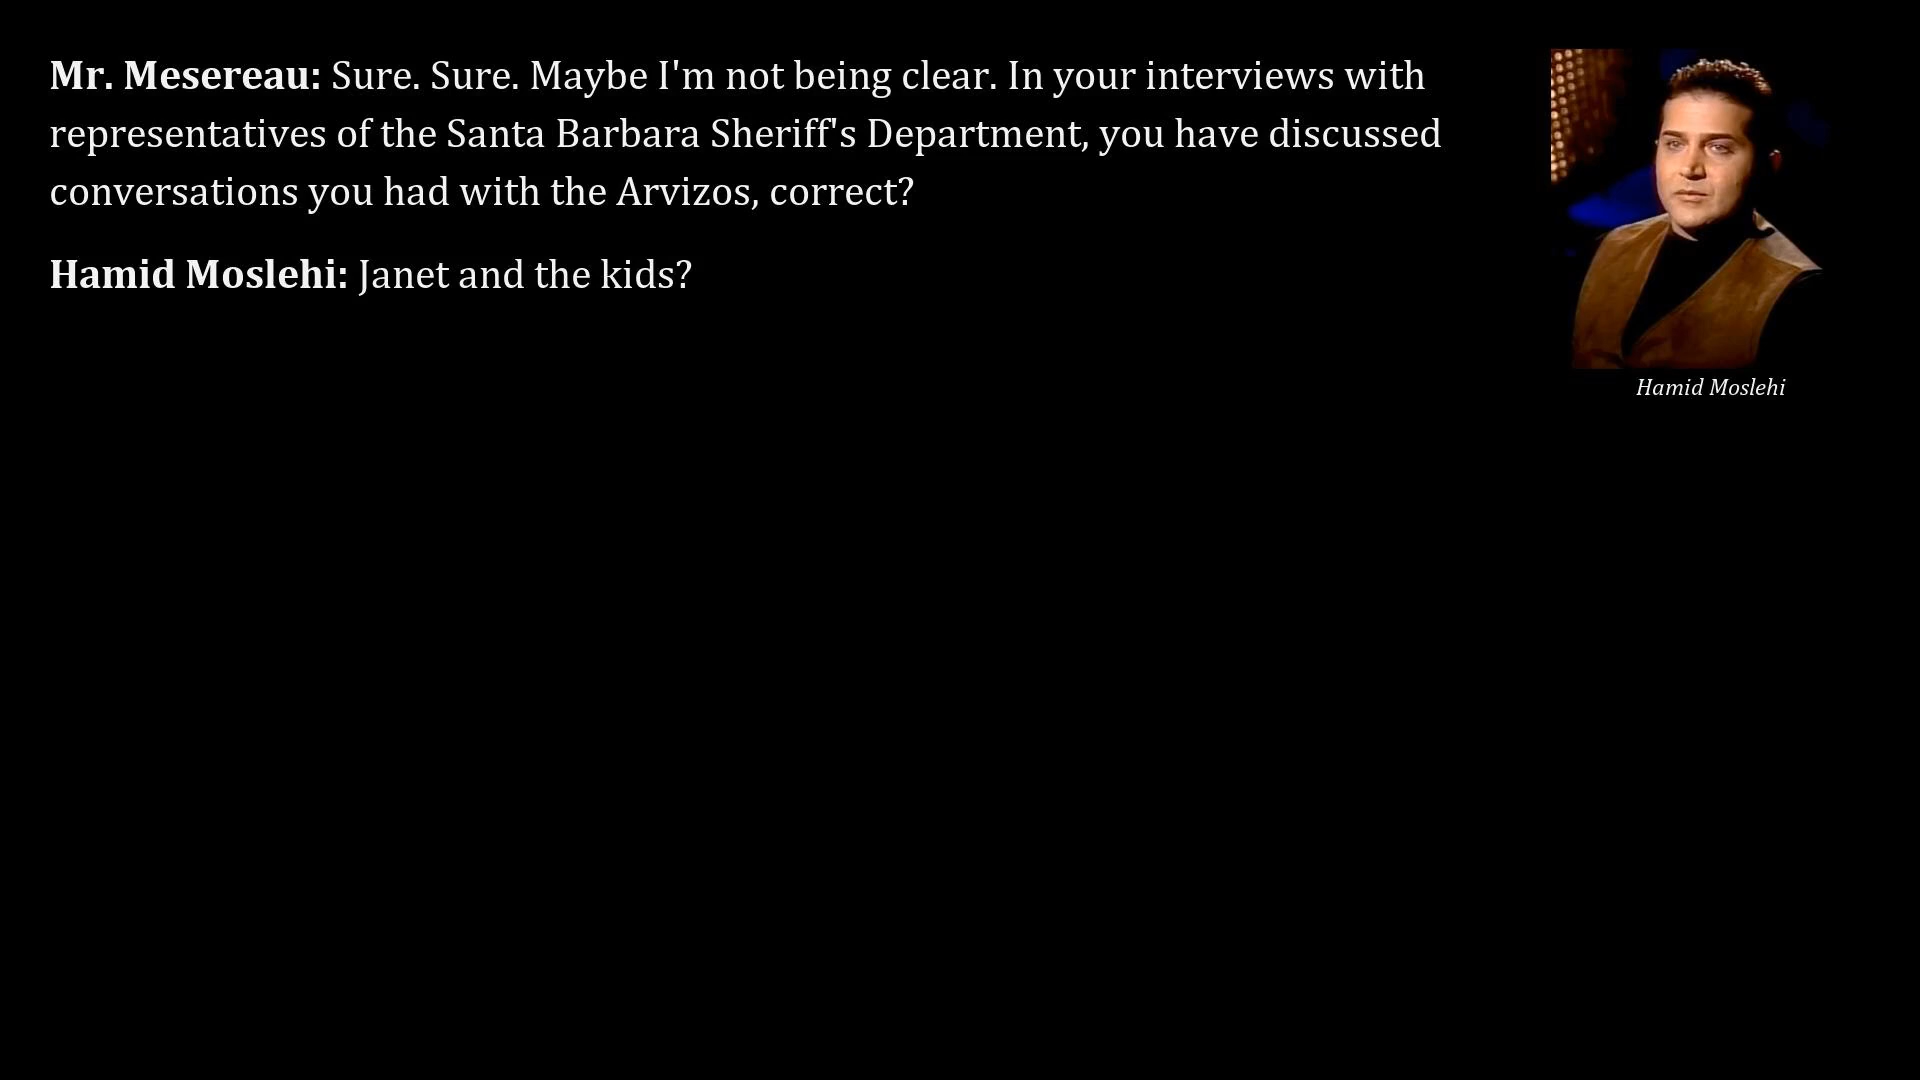 Mr. Mesereau: Sure. Sure. Maybe I'm not being clear. In your interviews with
representatives of the Santa Barbara Sheriff's Department, you have discussed
conversations you had with the Arvizos, correct?
Hamid Moslehi: Janet and the kids?
Hamid Moslehi